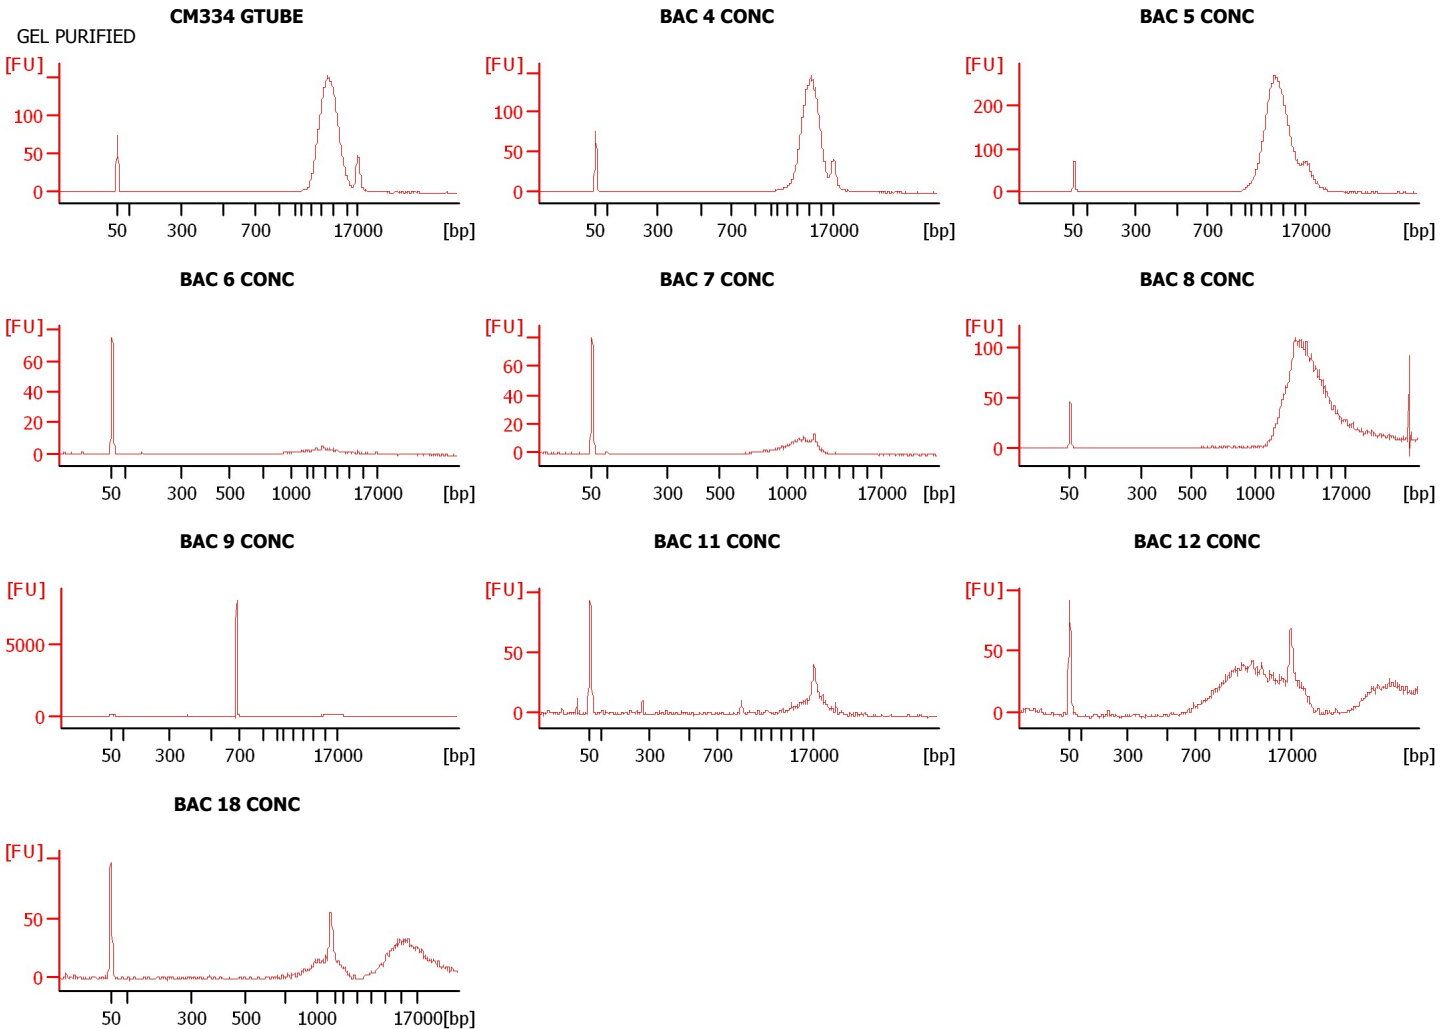 CM334 GTUBE
BAC 4 CONC
BAC 5 CONC
GEL PURIFIED
[FU]
100
50
0
50 300 700 17000 [bp]
[FU]
100
50
0
50 300 700 17000 [bp]
[FU]
200
100
0
50 300 700 17000 [bp]
BAC 6 CONC
BAC 7 CONC
BAC 8 CONC
[FU]
60
40
20
0
50 300 500 1000 17000 [bp]
[FU]
60
40
20
0
50 300 500 1000 17000 [bp]
[FU]
100
50
0
50 300 500 1000 17000 [bp]
BAC 9 CONC
BAC 11 CONC
BAC 12 CONC
[FU]
5000
0
50 300 700 17000 [bp]
[FU]
50
0
50 300 700 17000 [bp]
[FU]
50
0
50 300 700 17000 [bp]
BAC 18 CONC
[FU]
50
0
50 300 500 1000 17000[bp]